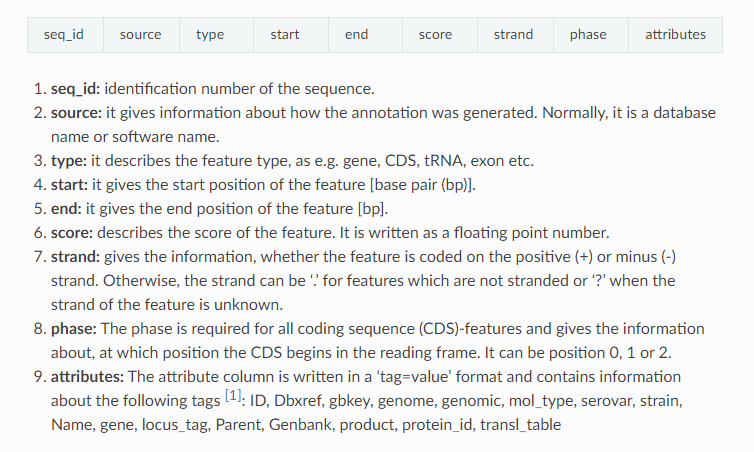 seq_id source type start end score strand phase attributes
1. seq_id: identification number of the sequence.
2. source: it gives information about how the annotation was generated. Normally, it is a database
name or software name.
3. type: it describes the feature type, as e.g. gene, CDS, tRNA, exon etc.
4. start: it gives the start position of the feature [base pair (bp)].
5. end: it gives the end position of the feature [bp].
6. score: describes the score of the feature. It is written as a floating point number.
7. strand: gives the information, whether the feature is coded on the positive (+) or minus (-)
strand. Otherwise, the strand can be ‘.’ for features which are not stranded or ‘?’ when the
strand of the feature is unknown.
8. phase: The phase is required for all coding sequence (CDS)-features and gives the information
about, at which position the CDS begins in the reading frame. It can be position 0, 1 or 2.
9. attributes: The attribute column is written in a ‘tag=value’ format and contains information
about the following tags [1]: ID, Dbxref, gbkey, genome, genomic, mol_type, serovar, strain,
Name, gene, locus_tag, Parent, Genbank, product, protein_id, transl_table